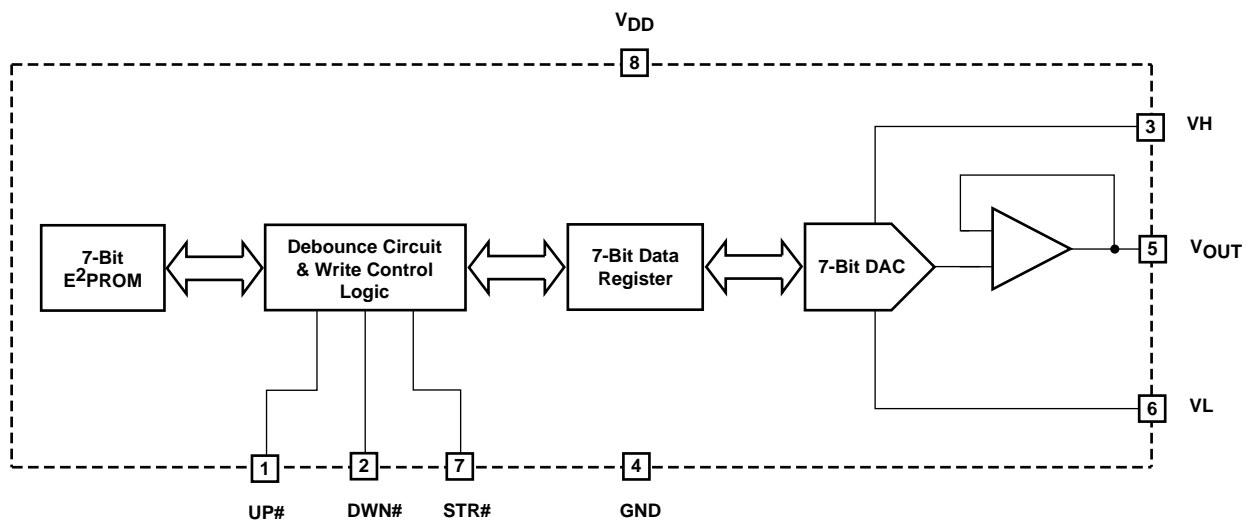 VDD
8
3 VH
7-Bit
E2PROM
Debounce Circuit
& Write Control
Logic
7-Bit Data
Register
7-Bit DAC
5 VOUT
6 VL
1
2
7
4
UP#
DWN#
STR#
GND